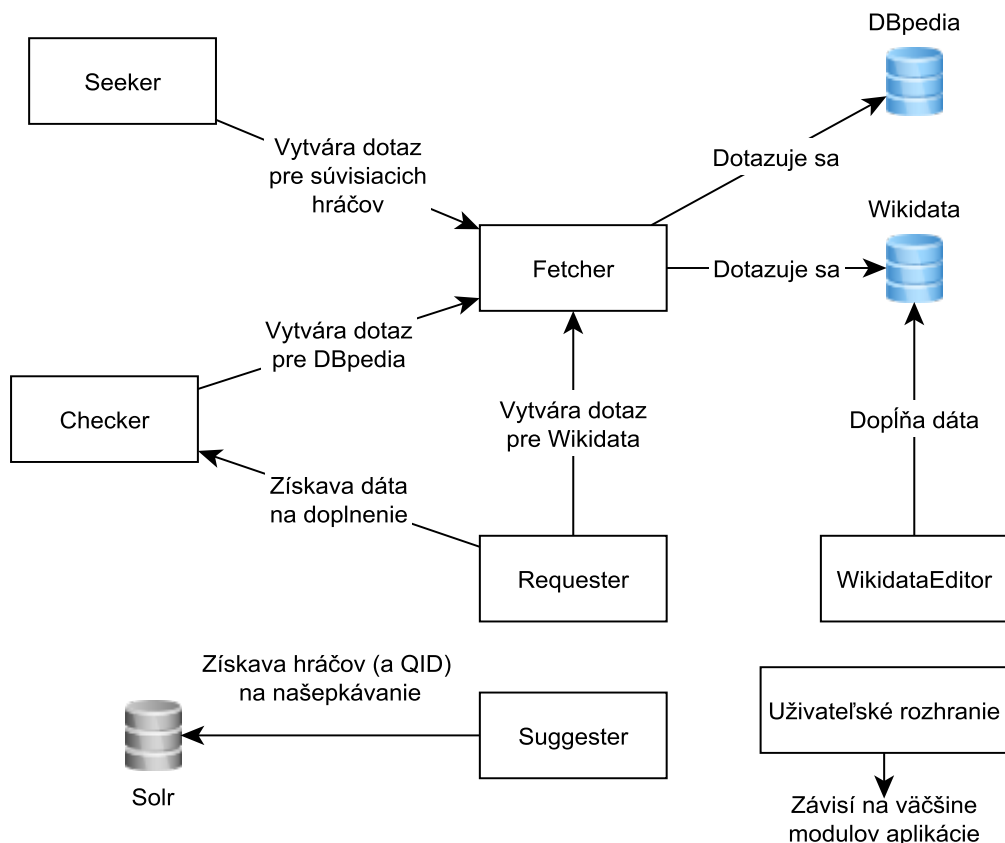 DBpedia
Seeker
Vytvára dotaz
pre súvisiacich
hráčov
Dotazuje sa
Wikidata
Fetcher
Dotazuje sa
Vytvára dotaz
pre DBpedia
Checker
Vytvára dotaz
pre Wikidata
Dopĺňa dáta
Získava dáta
na doplnenie
Requester
WikidataEditor
Získava hráčov (a QID)
na našepkávanie
Solr
Suggester
Uživateľské rozhranie
Závisí na väčšine
modulov aplikácie